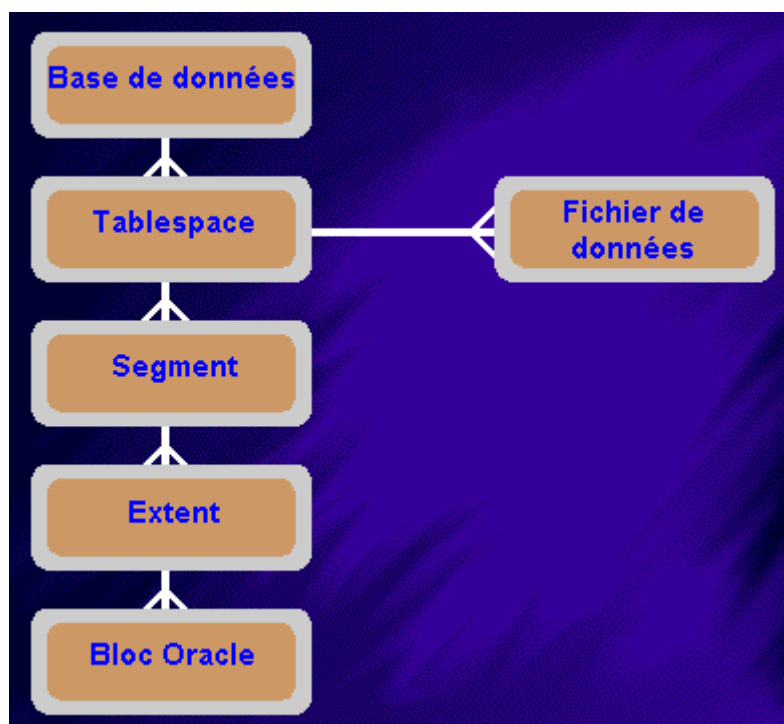 Base de données
Tablespace
Fichier de
données
Segment
Extent
Bloc Oracle